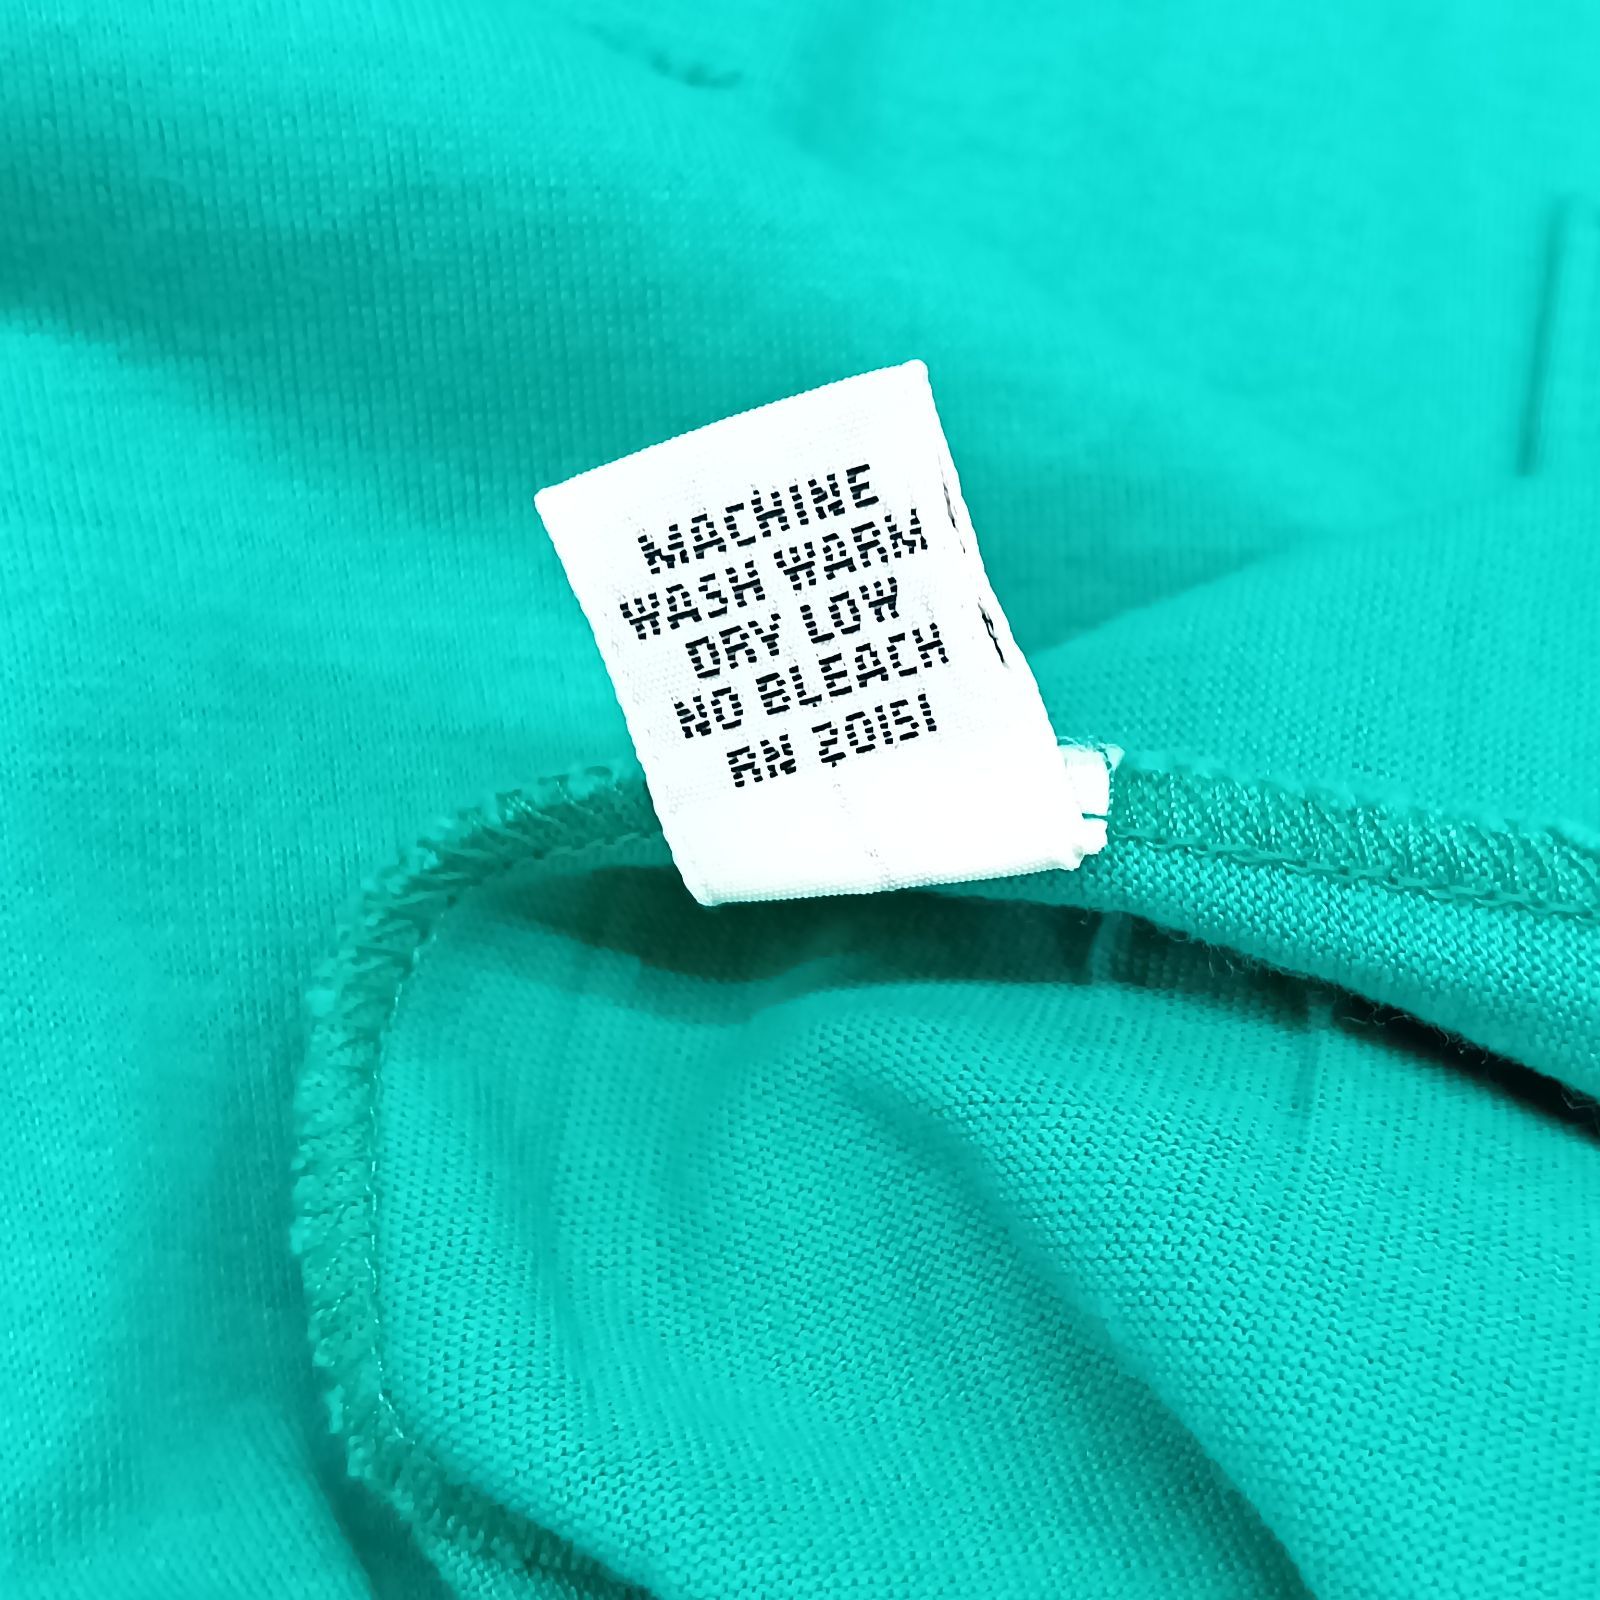 MACHINE
WASH WARM
DRY LOW
NO BLEACH
RN 20151